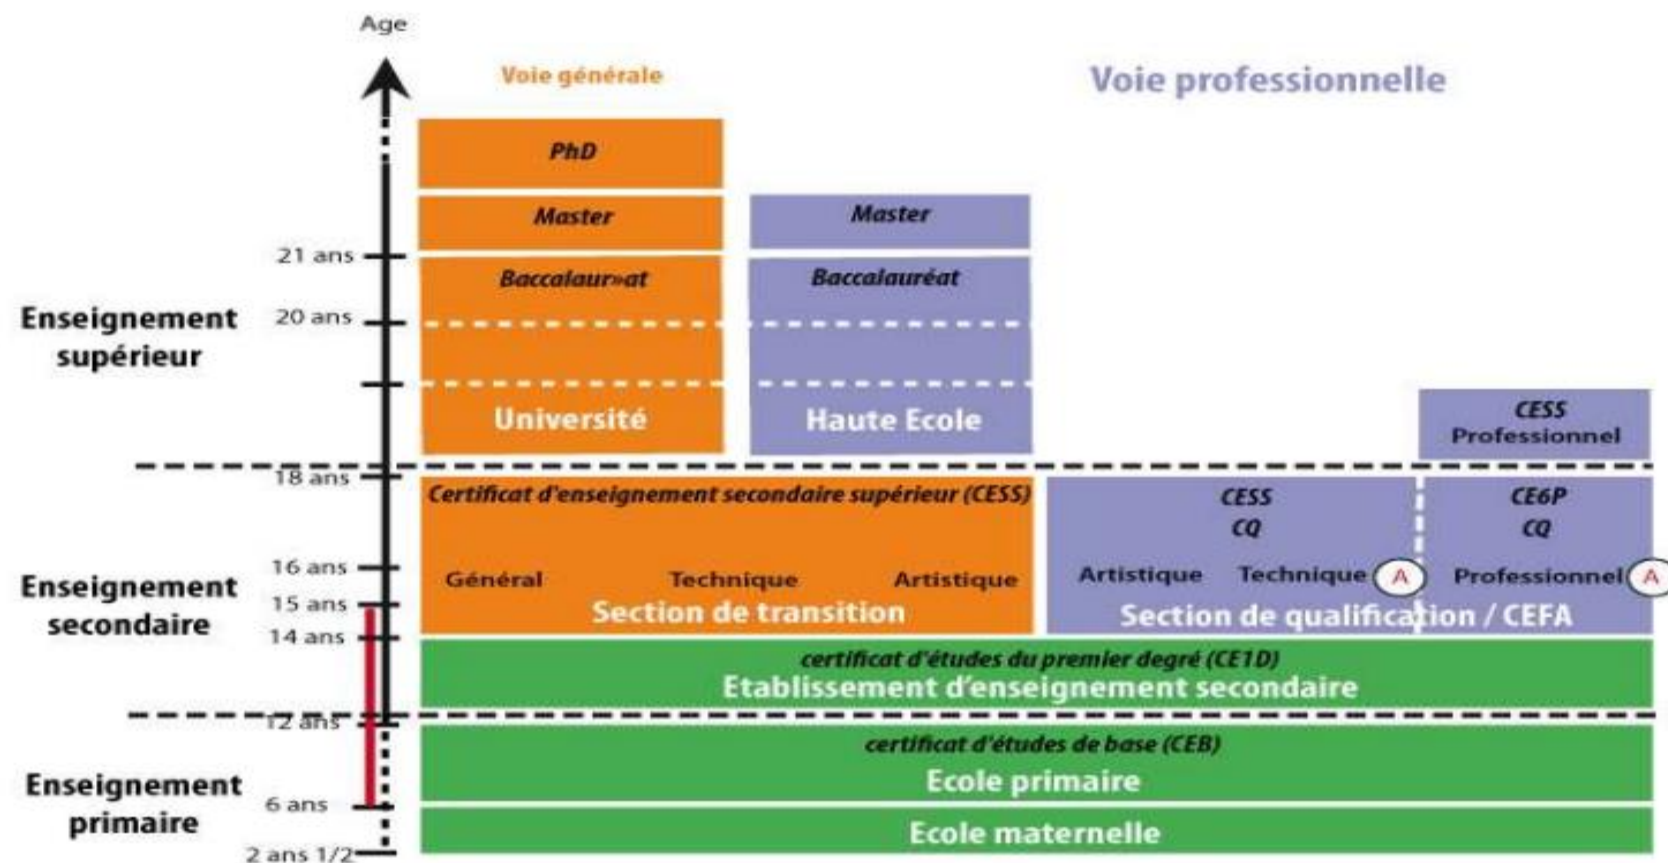 Age
Voie générale
Voie professionnelle
PhD
Master
Master
21 ans
Baccalaur»at
Baccalauréat
Enseignement
supérieur
20 ans
Université
Haute Ecole
CESS
Professionnel
18 ans
Certificat d'enseignement secondaire supérieur (CESS)
CESS
CQ
CE6P
CQ
Enseignement
secondaire
16 ans
Général
Technique
Artistique
Artistique
Technique
A
Professionnel
A
15 ans
Section de transition
Section de qualification / CEFA
14 ans
certificat d'études du premier degré (CE1D)
Etablissement d'enseignement secondaire
12 ans
certificat d'études de base (CEB)
Ecole primaire
Enseignement
primaire
6 ans
Ecole maternelle
2 ans 1/2